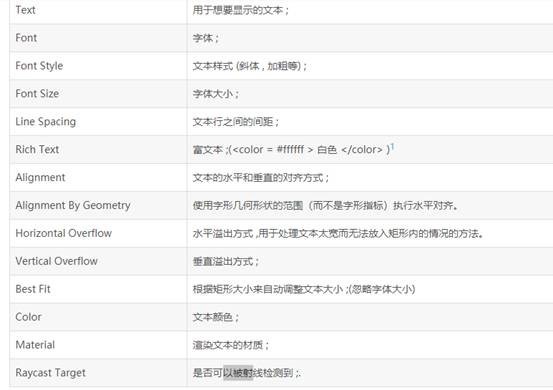 Text 用于想要显示的文本 ;
Font 字体 ;
Font Style 文本样式 (斜体 , 加粗等) ;
Font Size 字体大小 ;
Line Spacing 文本行之间的间距 ;
Rich Text 富文本 ;(<color = #ffffff > 白色 </color> )1
Alignment 文本的水平和垂直的对齐方式 ;
Alignment By Geometry 使用字形几何形状的范围（而不是字形指标）执行水平对齐。
Horizontal Overflow 水平溢出方式 ,用于处理文本太宽而无法放入矩形内的情况的方法。
Vertical Overflow 垂直溢出方式 ;
Best Fit 根据矩形大小来自动调整文本大小 ;(忽略字体大小)
Color 文本颜色 ;
Material 渲染文本的材质 ;
Raycast Target 是否可以被射线检测到 ;.